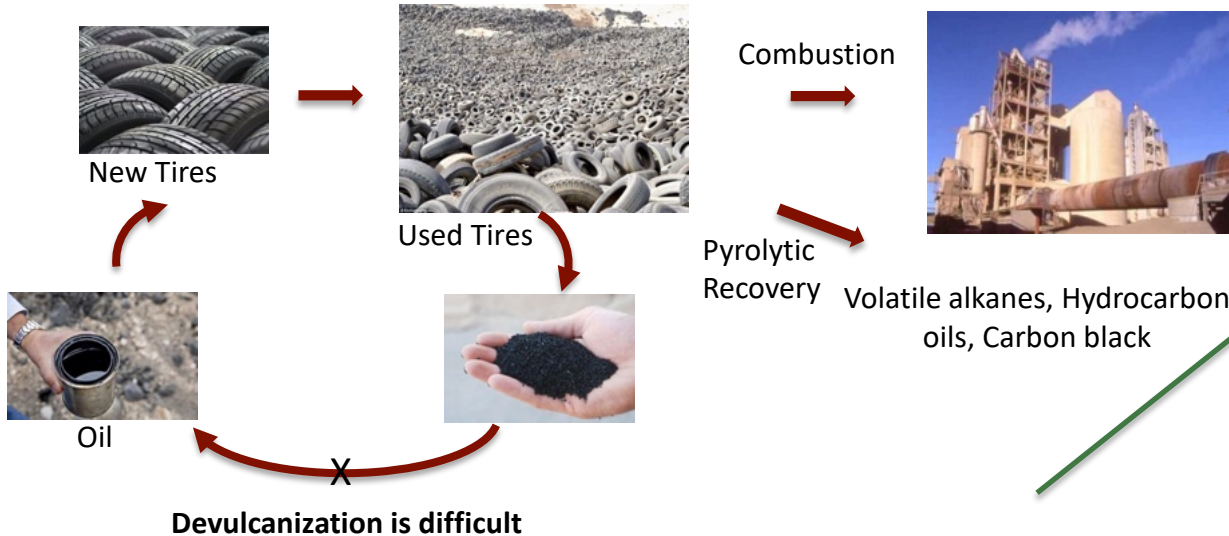 Combustion
New Tires
Used Tires
Pyrolytic
Recovery
Volatile alkanes, Hydrocarbon
oils, Carbon black
Oil
X
Devulcanization is difficult